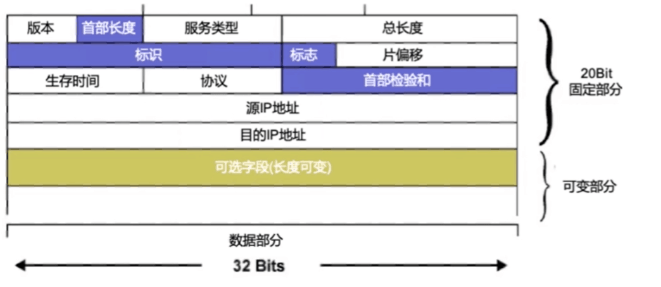 版本 首部长度 服务类型 总长度
标识 标志 片偏移
生存时间 协议 首部检验和
源IP地址
目的IP地址
可选字段(长度可变)
20Bit
固定部分
可变部分
数据部分
32 Bits